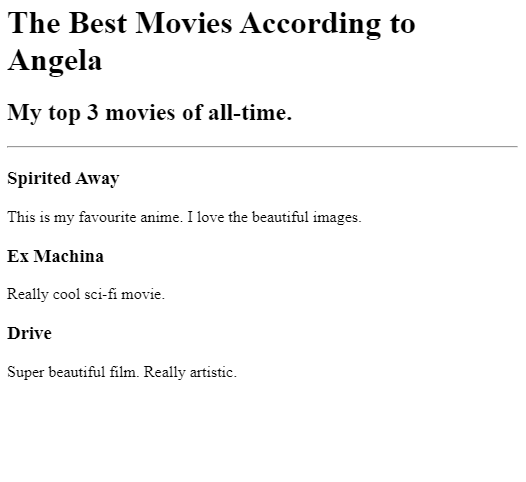 The Best Movies According to
Angela
My top 3 movies of all-time.
Spirited Away
This is my favourite anime. I love the beautiful images.
Ex Machina
Really cool sci-fi movie.
Drive
Super beautiful film. Really artistic.